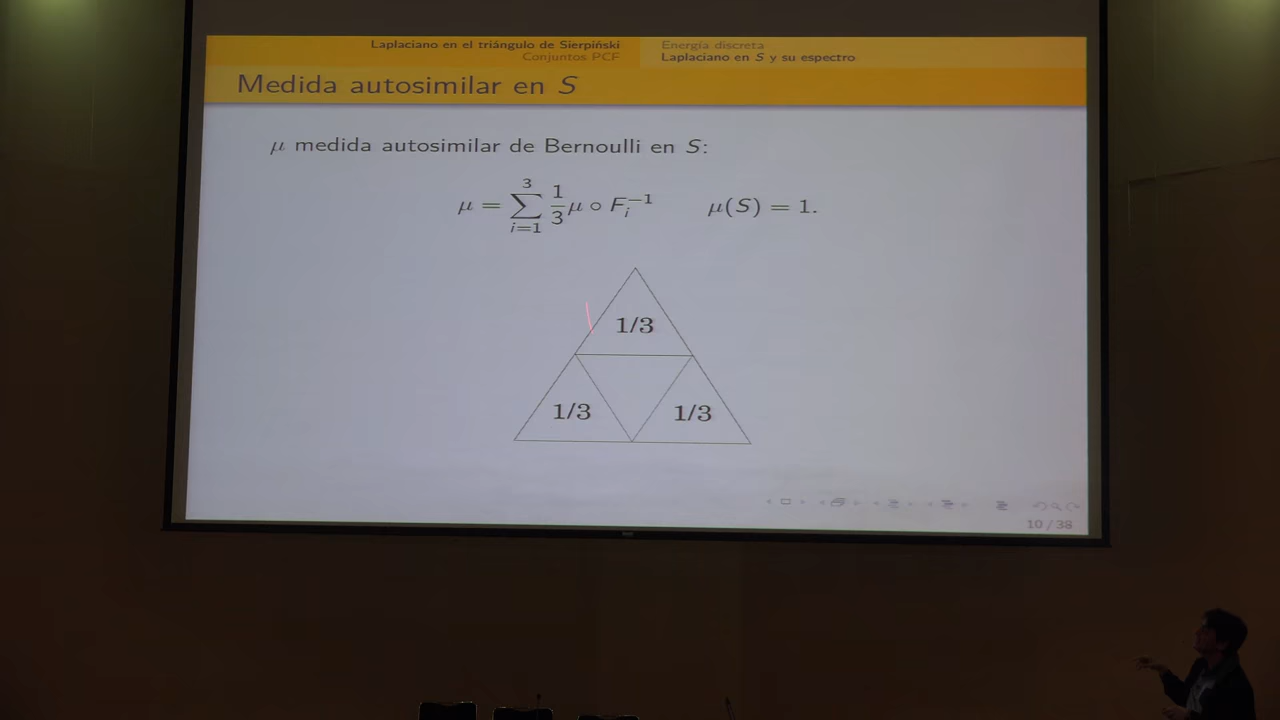 Laplaciano en el triángulo de Sierpiński
Conjuntos PCF
Energía discreta
Laplaciano en S y su espectro
Medida autosimilar en S
μ medida autosimilar de Bernoulli en S:
μ = ∑_{i=1}^{3} \frac{1}{3} μ ∘ F_i^{−1}    μ(S) = 1.
1/3
1/3 1/3
10 / 38